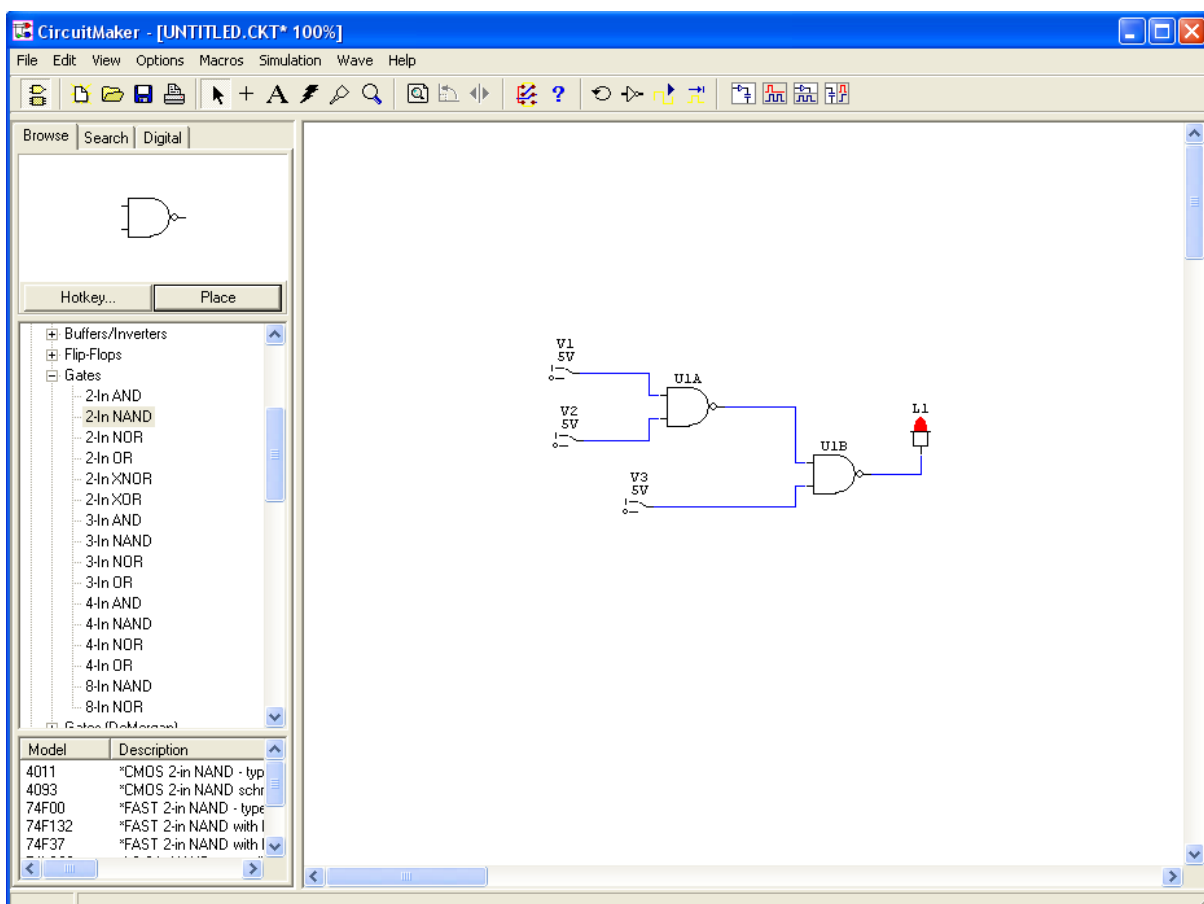 CircuitMaker - [UNTITLED.CKT* 100%]
File Edit View Options Macros Simulation Wave Help
Browse Search Digital
Hotkey... Place
Buffers/Inverters
Flip-Flops
Gates
2-In AND
2-In NAND
2-In NOR
2-In OR
2-In XNOR
2-In XOR
3-In AND
3-In NAND
3-In NOR
3-In OR
4-In AND
4-In NAND
4-In NOR
4-In OR
8-In NAND
8-In NOR
Gates (DeMorgan)
Model Description
4011 *CMOS 2-in NAND - typ
4093 *CMOS 2-in NAND schr
74F00 *FAST 2-in NAND - type
74F132 *FAST 2-in NAND with
74F37 *FAST 2-in NAND with
V1
5V
U1A
V2
5V
L1
U1B
V3
5V